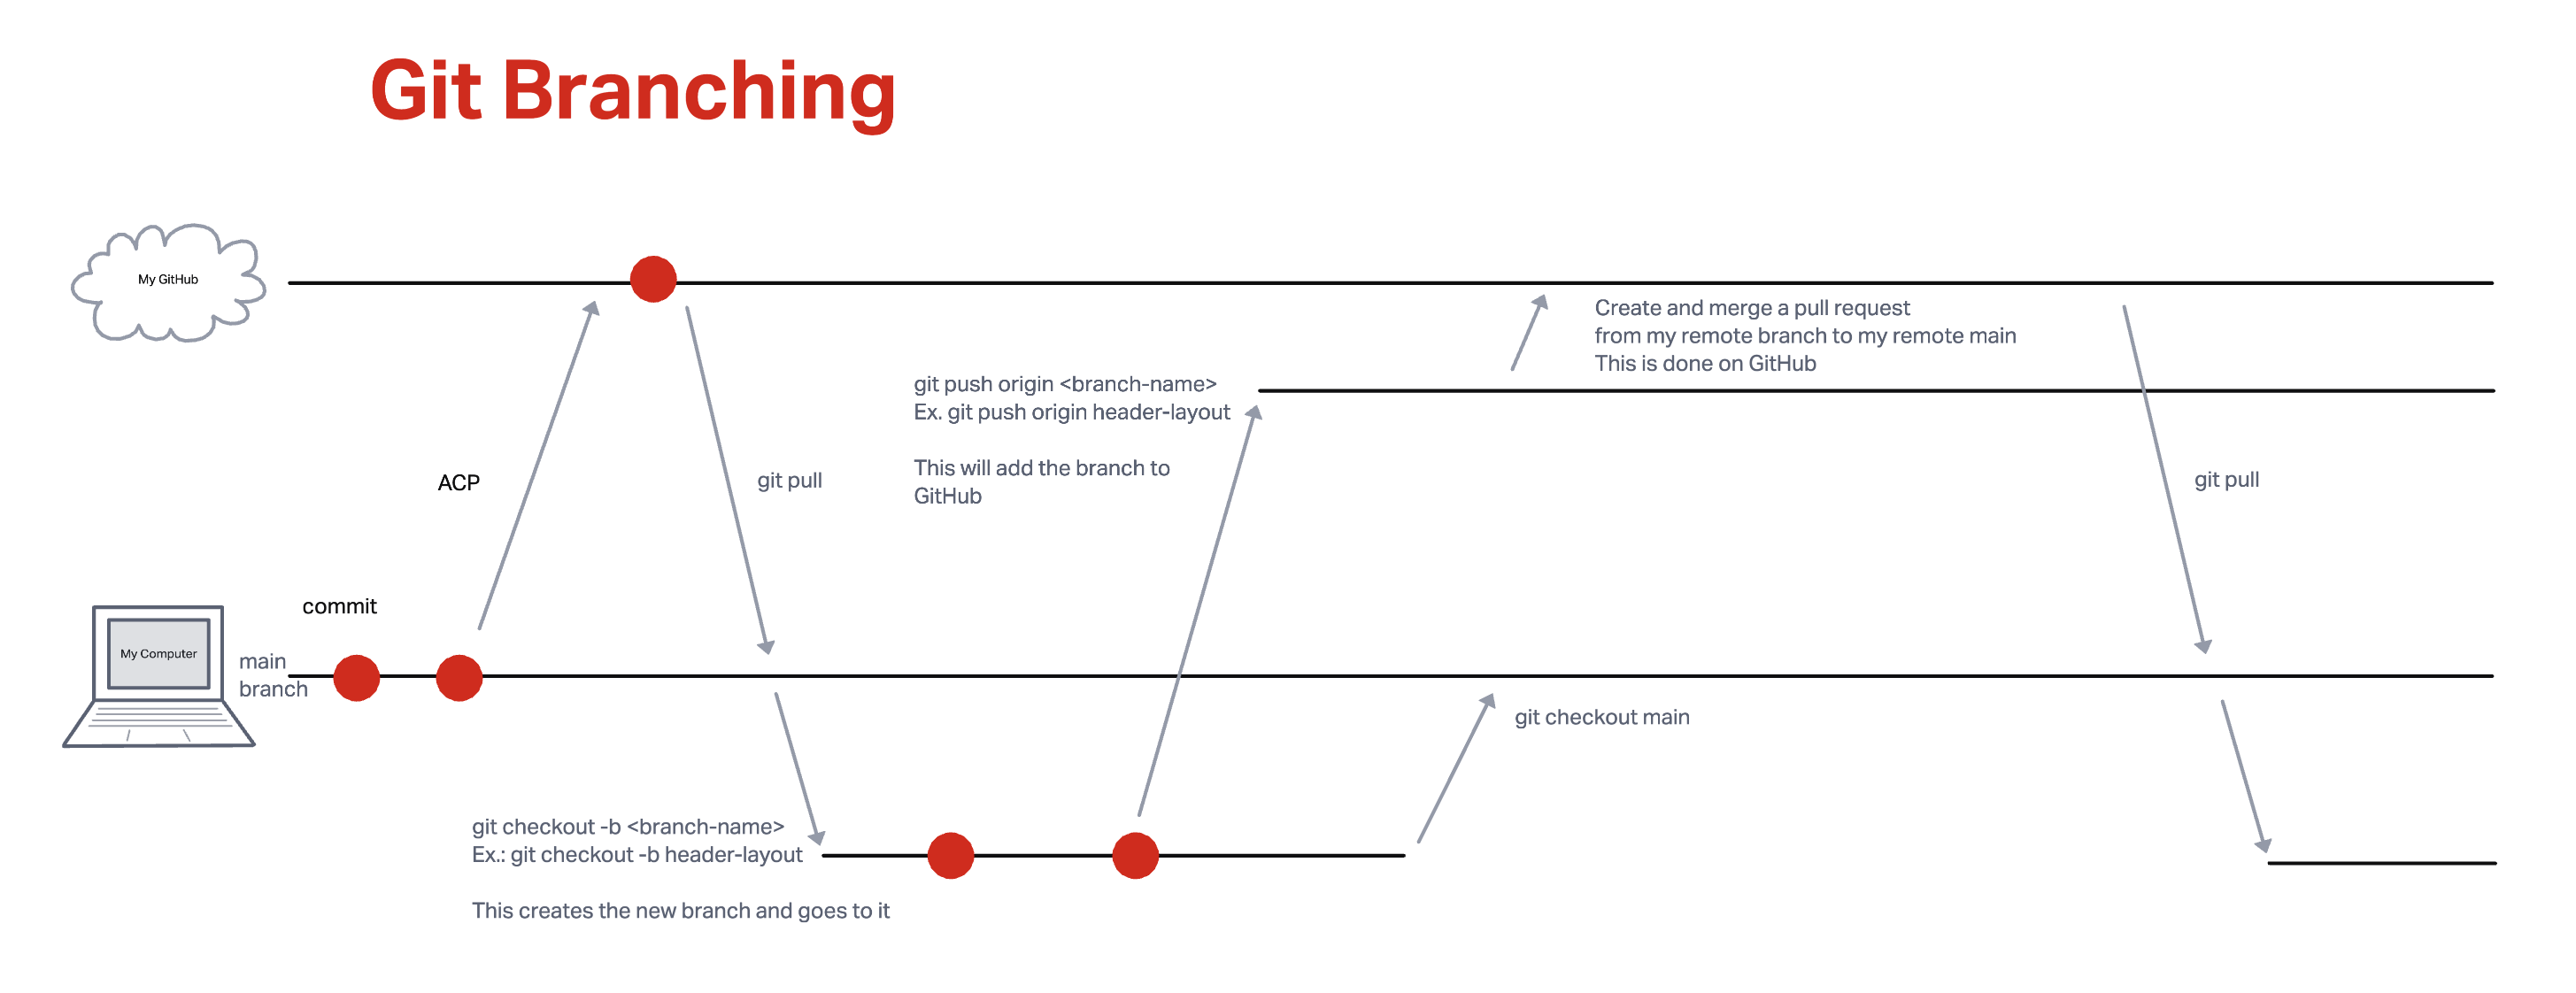 Git Branching
My GitHub
Create and merge a pull request
from my remote branch to my remote main
This is done on GitHub
git push origin <branch-name>
Ex. git push origin header-layout
This will add the branch to
GitHub
ACP
git pull
git pull
commit
My Computer
main
branch
git checkout main
git checkout -b <branch-name>
Ex.: git checkout -b header-layout
This creates the new branch and goes to it